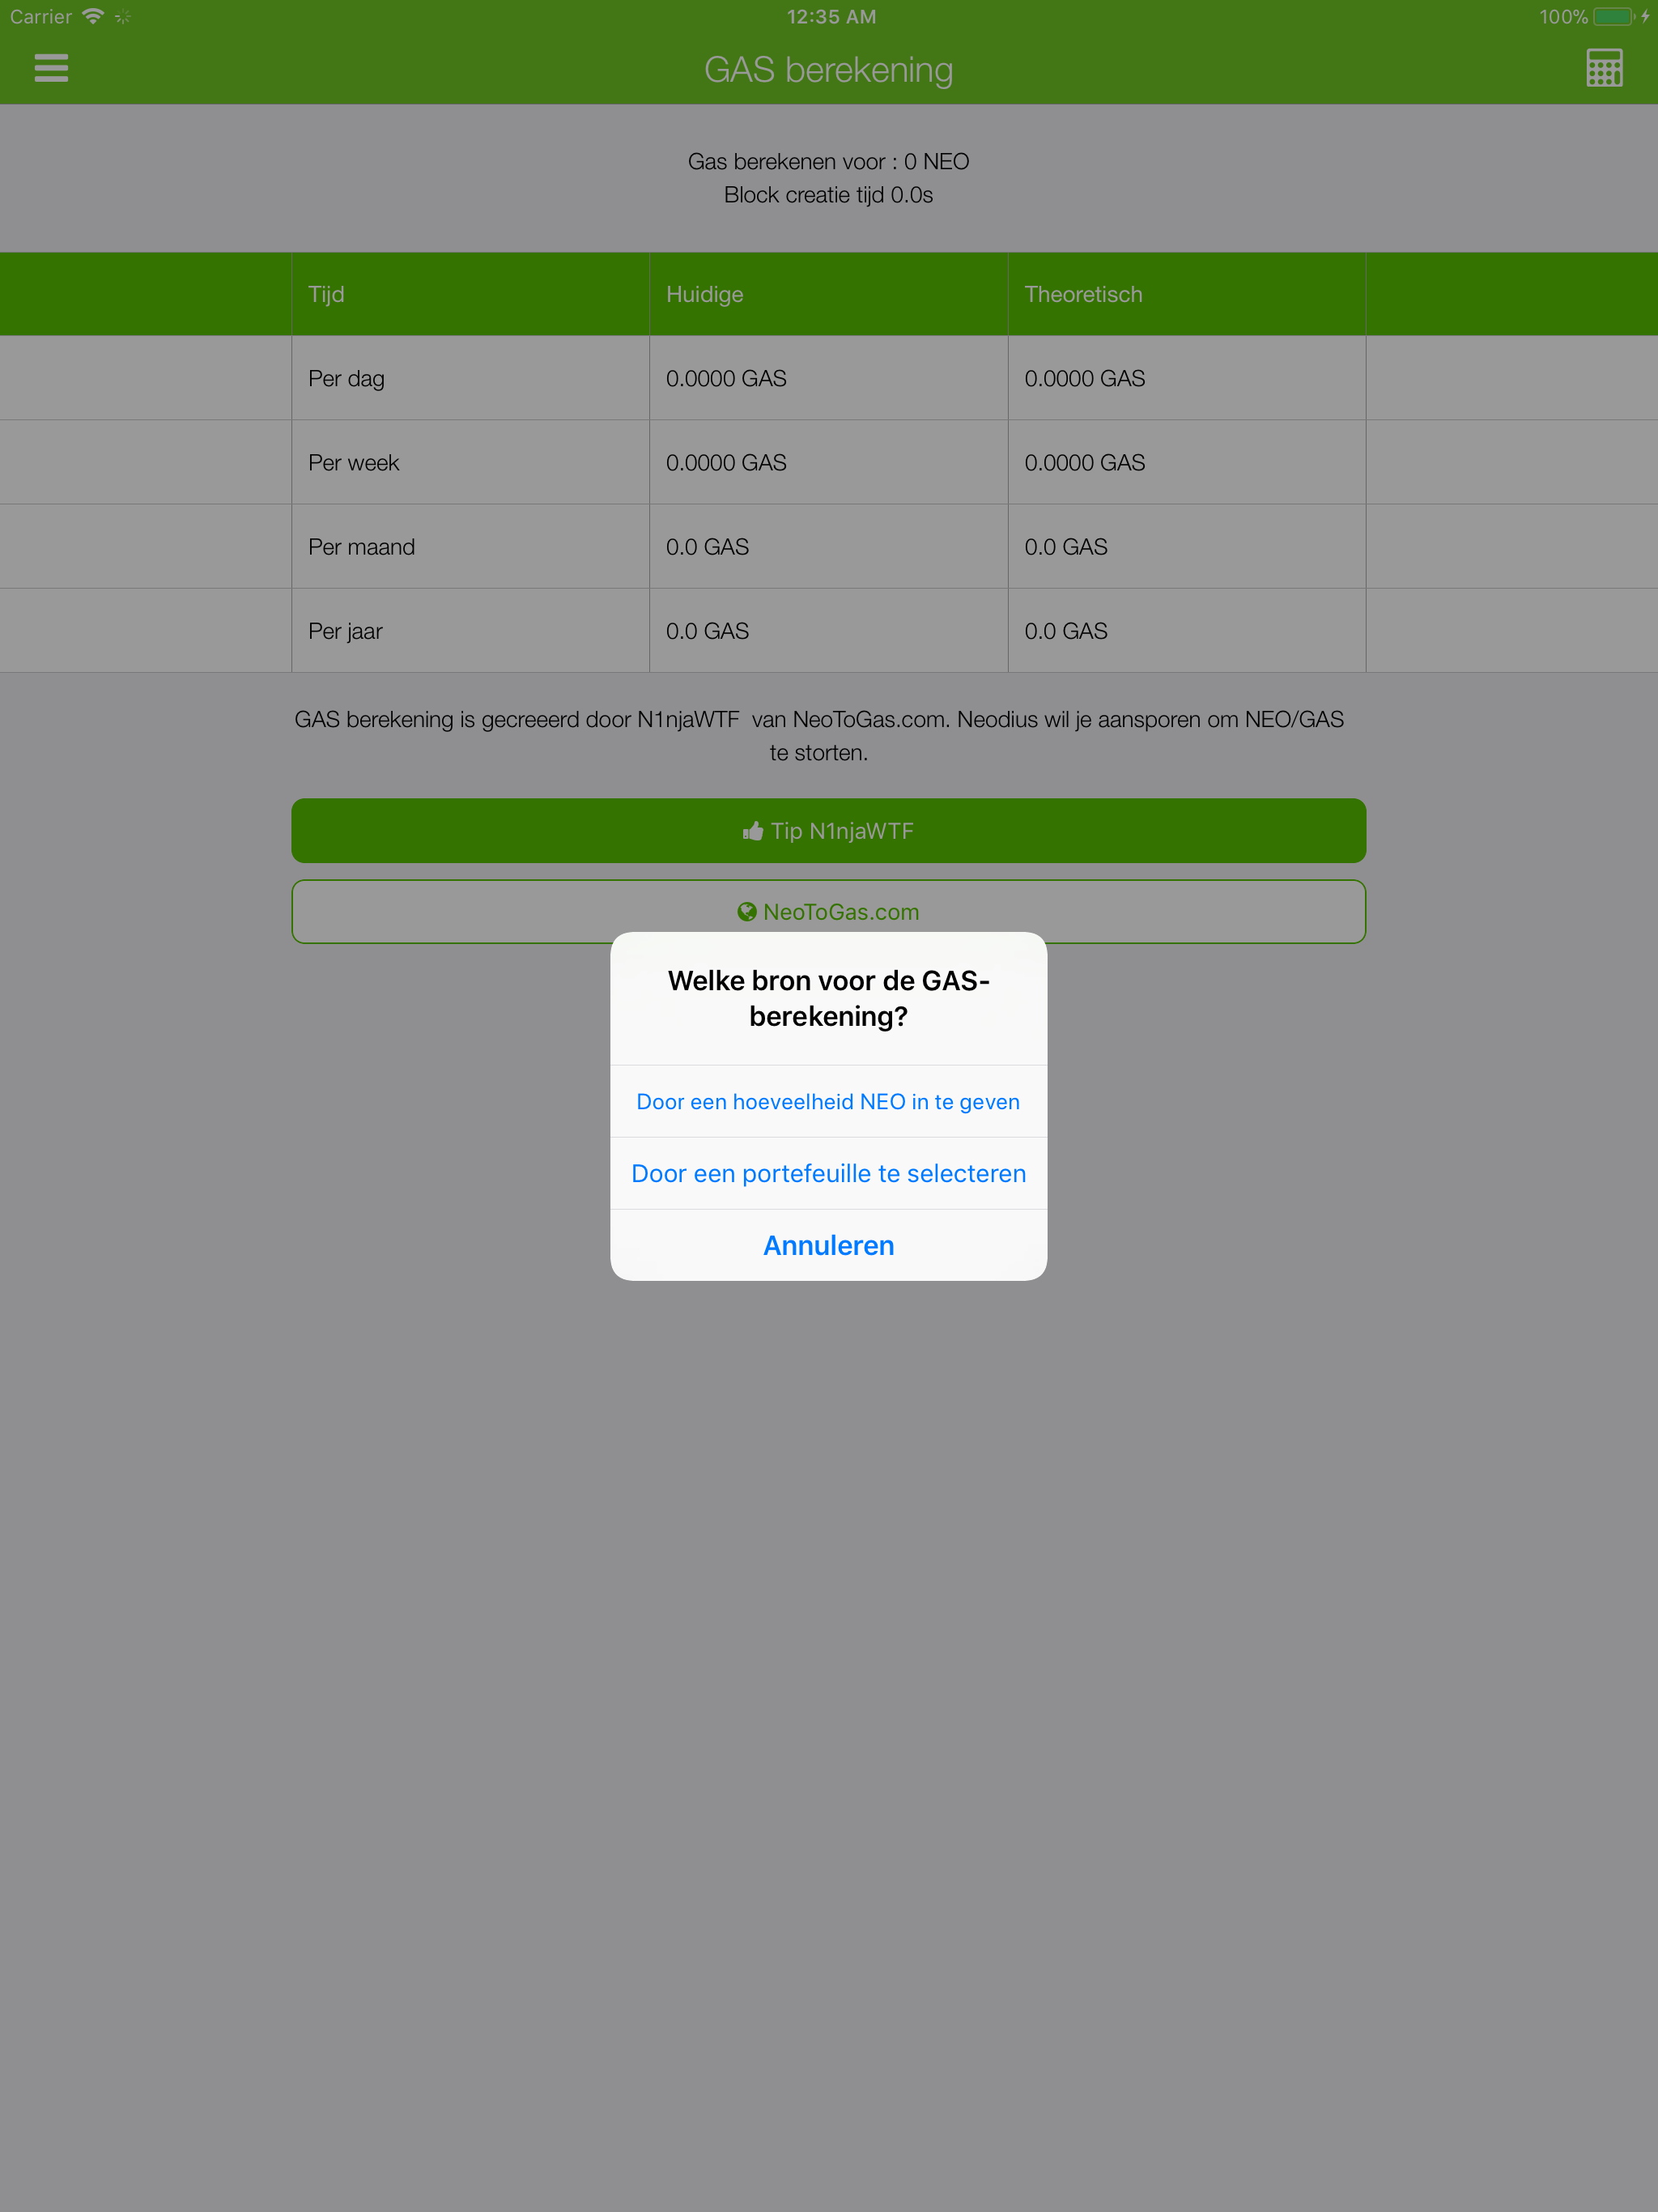 Carrier 12:35 AM 100%
GAS berekening
Gas berekenen voor : 0 NEO
Block creatie tijd 0.0s
Tijd Huidige Theoretisch
Per dag 0.0000 GAS 0.0000 GAS
Per week 0.0000 GAS 0.0000 GAS
Per maand 0.0 GAS 0.0 GAS
Per jaar 0.0 GAS 0.0 GAS
GAS berekening is gecreeerd door N1njaWTF van NeoToGas.com. Neodius wil je aansporen om NEO/GAS
te storten.
Tip N1njaWTF
NeoToGas.com
Welke bron voor de GAS-
berekening?
Door een hoeveelheid NEO in te geven
Door een portefeuille te selecteren
Annuleren